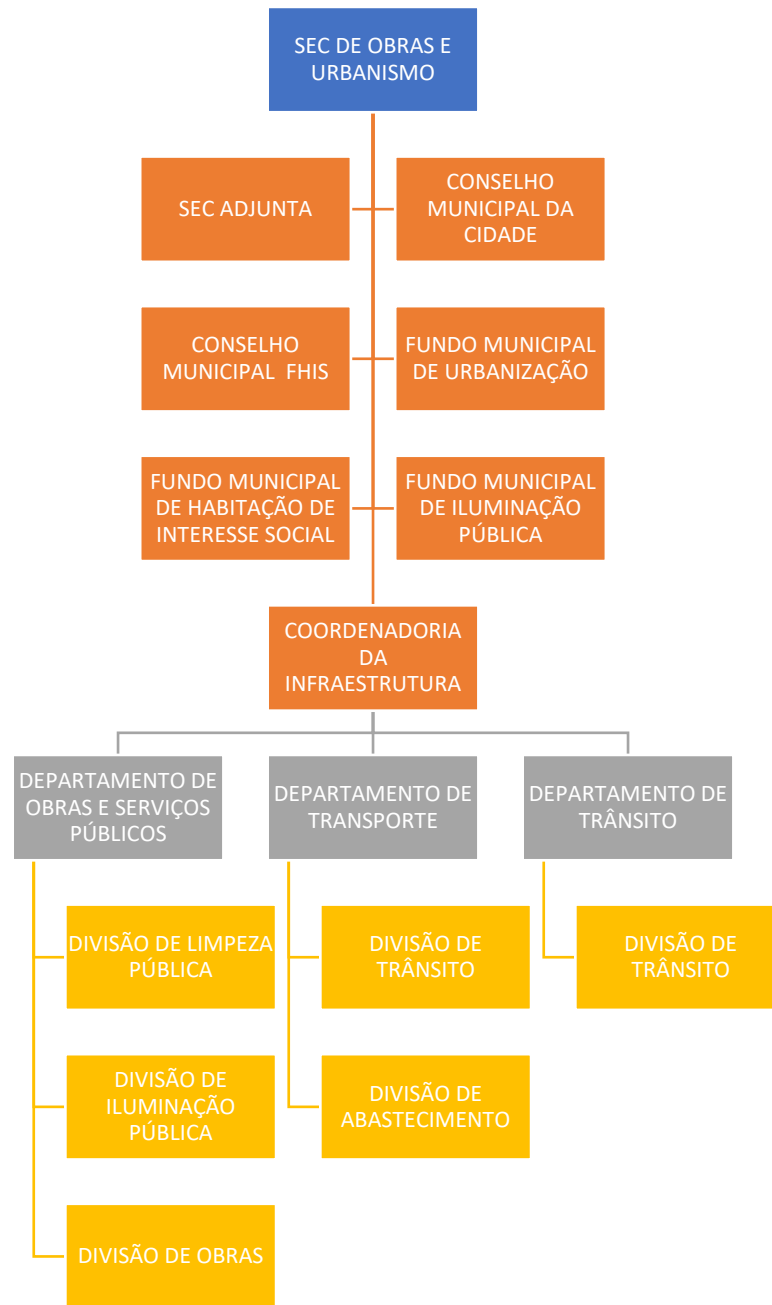 SEC DE OBRAS E
URBANISMO
SEC ADJUNTA
CONSELHO
MUNICIPAL DA
CIDADE
CONSELHO
MUNICIPAL FHIS
FUNDO MUNICIPAL
DE URBANIZAÇÃO
FUNDO MUNICIPAL
DE HABITAÇÃO DE
INTERESSE SOCIAL
FUNDO MUNICIPAL
DE ILUMINAÇÃO
PÚBLICA
COORDENADORIA
DA
INFRAESTRUTURA
DEPARTAMENTO DE
OBRAS E SERVIÇOS
PÚBLICOS
DEPARTAMENTO DE
TRANSPORTE
DEPARTAMENTO DE
TRÂNSITO
DIVISÃO DE LIMPEZA
PÚBLICA
DIVISÃO DE
TRÂNSITO
DIVISÃO DE
TRÂNSITO
DIVISÃO DE
ILUMINAÇÃO
PÚBLICA
DIVISÃO DE
ABASTECIMENTO
DIVISÃO DE OBRAS